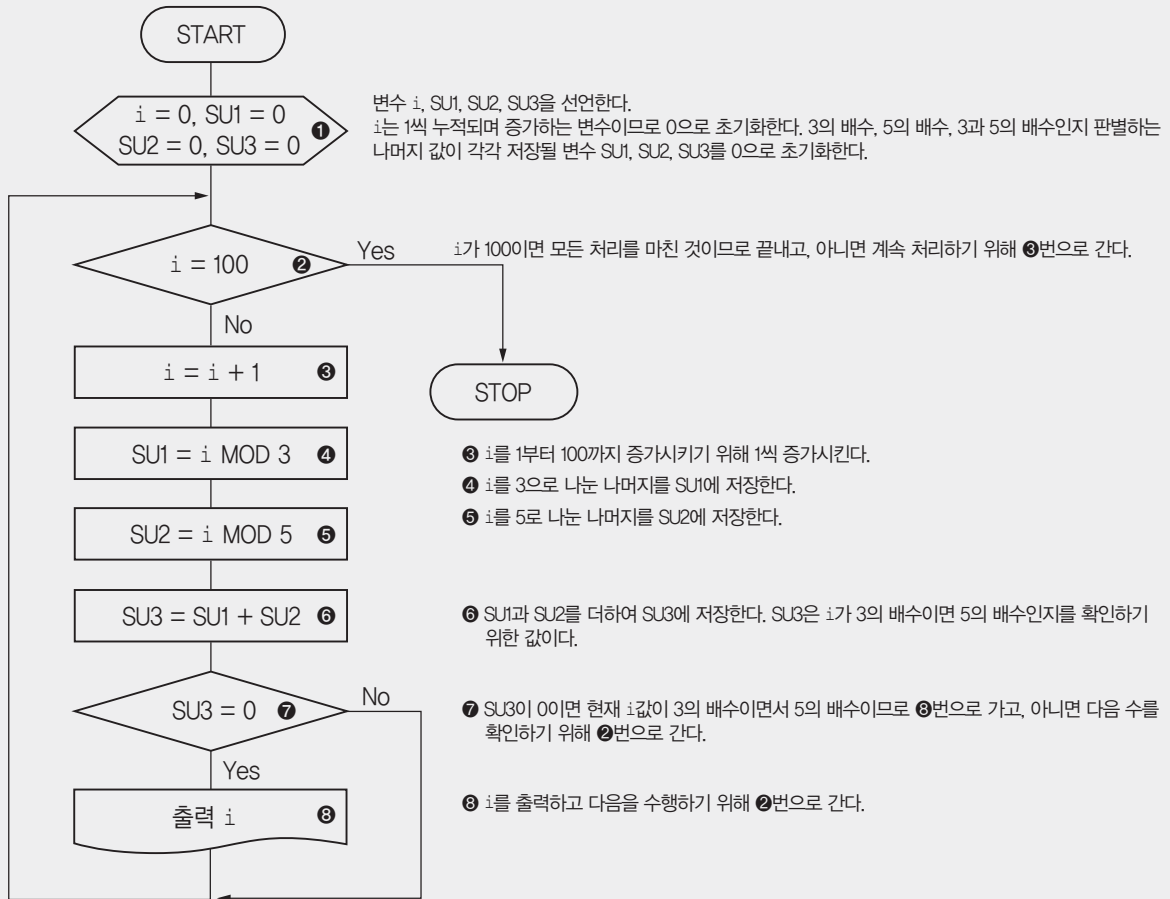 START
i = 0, SU1 = 0
SU2 = 0, SU3 = 0 ❶
변수 i, SU1, SU2, SU3을 선언한다.
i는 1씩 누적되며 증가하는 변수이므로 0으로 초기화한다. 3의 배수, 5의 배수, 3과 5의 배수인지 판별하는
나머지 값이 각각 저장될 변수 SU1, SU2, SU3를 0으로 초기화한다.
i = 100 ❷
Yes
i가 100이면 모든 처리를 마친 것이므로 끝내고, 아니면 계속 처리하기 위해 ❸번으로 간다.
No
i = i + 1 ❸
STOP
SU1 = i MOD 3 ❹
❸ i를 1부터 100까지 증가시키기 위해 1씩 증가시킨다.
❹ i를 3으로 나눈 나머지를 SU1에 저장한다.
❺ i를 5로 나눈 나머지를 SU2에 저장한다.
SU2 = i MOD 5 ❺
SU3 = SU1 + SU2 ❻
❻ SU1과 SU2를 더하여 SU3에 저장한다. SU3은 i가 3의 배수이면 5의 배수인지를 확인하기
위한 값이다.
SU3 = 0 ❼
No
❼ SU3이 0이면 현재 i값이 3의 배수이면서 5의 배수이므로 ❽번으로 가고, 아니면 다음 수를
확인하기 위해 ❷번으로 간다.
Yes
출력 i ❽
❽ i를 출력하고 다음을 수행하기 위해 ❷번으로 간다.